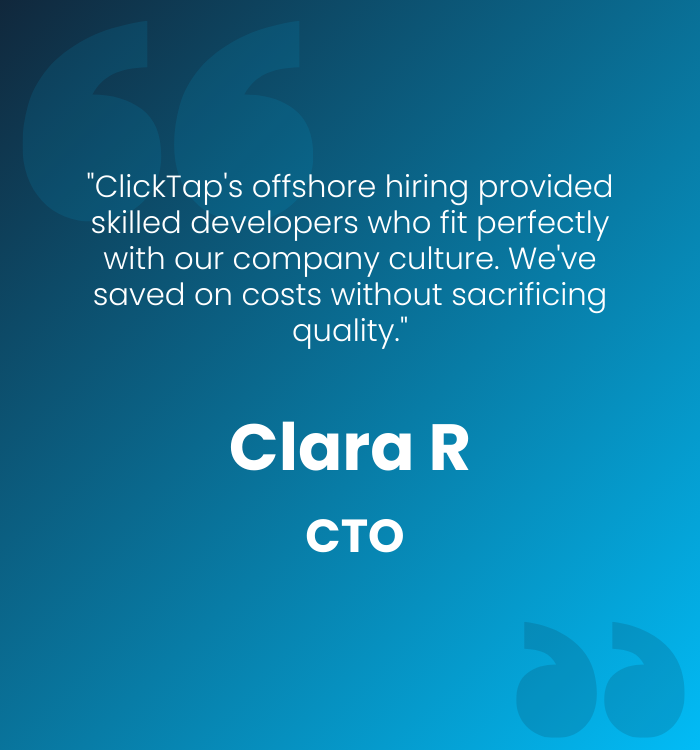 "ClickTap's offshore hiring provided
skilled developers who fit perfectly
with our company culture. We've
saved on costs without sacrificing
quality."
Clara R
CTO